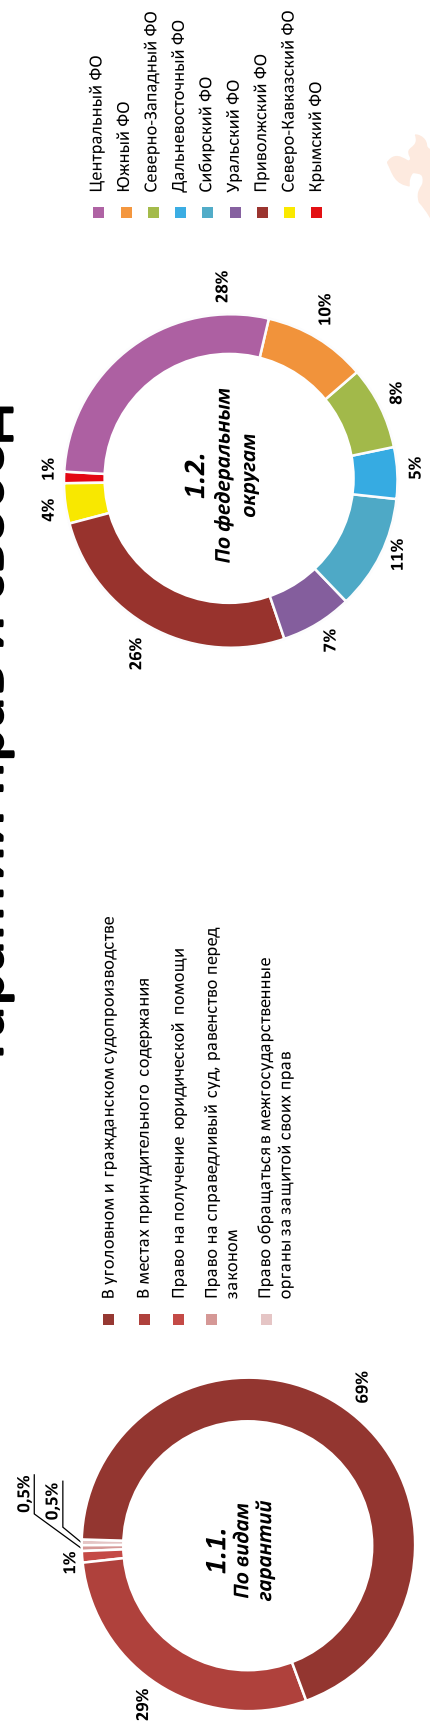 1.1.
По видам
гарантий
69%
29%
1%
0,5%
0,5%
В уголовном и гражданском судопроизводстве
В местах принудительного содержания
Право на получение юридической помощи
Право на справедливый суд, равенство перед
законом
Право обращаться в межгосударственные
органы за защитой своих прав
1.2.
По федеральным
округам
28%
10%
8%
5%
11%
7%
26%
4%
1%
Центральный ФО
Южный ФО
Северно-Западный ФО
Дальневосточный ФО
Сибирский ФО
Уральский ФО
Приволжский ФО
Северо-Кавказский ФО
Крымский ФО